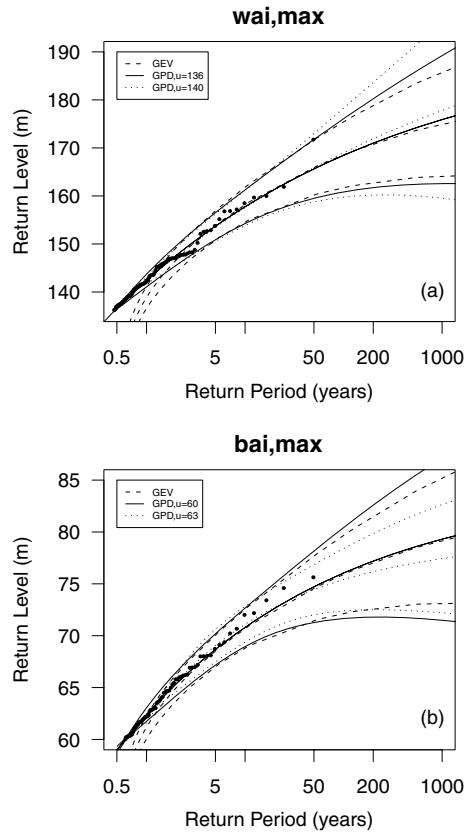 wai,max
Return Level (m)
190
180
170
160
150
140
GEV
GPD,u=136
GPD,u=140
(a)
0.5
5
50
200
1000
Return Period (years)
bai,max
Return Level (m)
85
80
75
70
65
60
GEV
GPD,u=60
GPD,u=63
(b)
0.5
5
50
200
1000
Return Period (years)